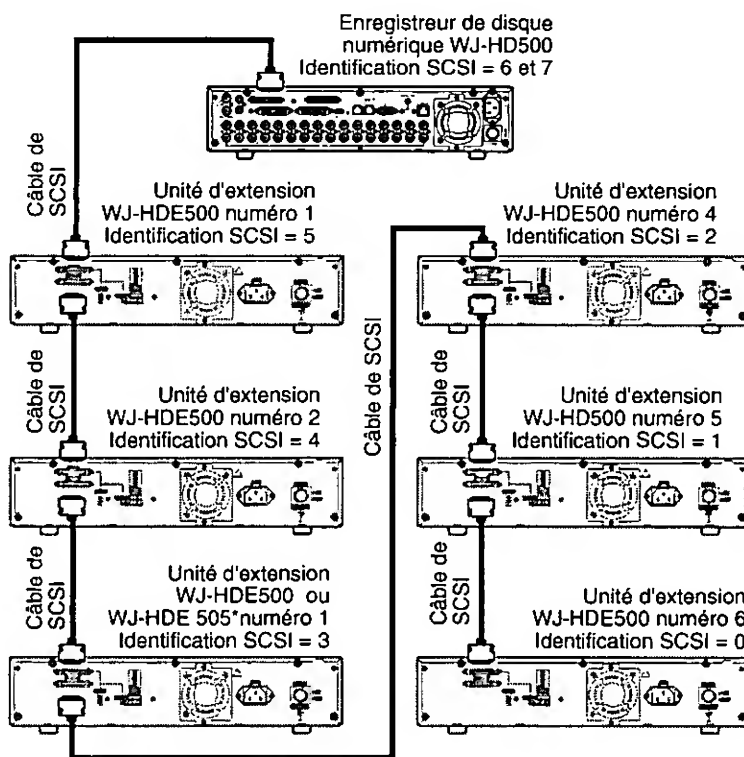 Enregistreur de disque
numérique WJ-HD500
Identification SCSI = 6 et 7
Câble de
SCSI
Unité d'extension
WJ-HDE500 numéro 1
Identification SCSI = 5
Câble de
SCSI
Unité d'extension
WJ-HDE500 numéro 2
Identification SCSI = 4
Câble de
SCSI
Unité d'extension
WJ-HDE500 ou
WJ-HDE 505*numéro 1
Identification SCSI = 3
Câble de SCSI
Unité d'extension
WJ-HDE500 numéro 4
Identification SCSI = 2
Câble de
SCSI
Unité d'extension
WJ-HD500 numéro 5
Identification SCSI = 1
Câble de
SCSI
Unité d'extension
WJ-HDE500 numéro 6
Identification SCSI = 0